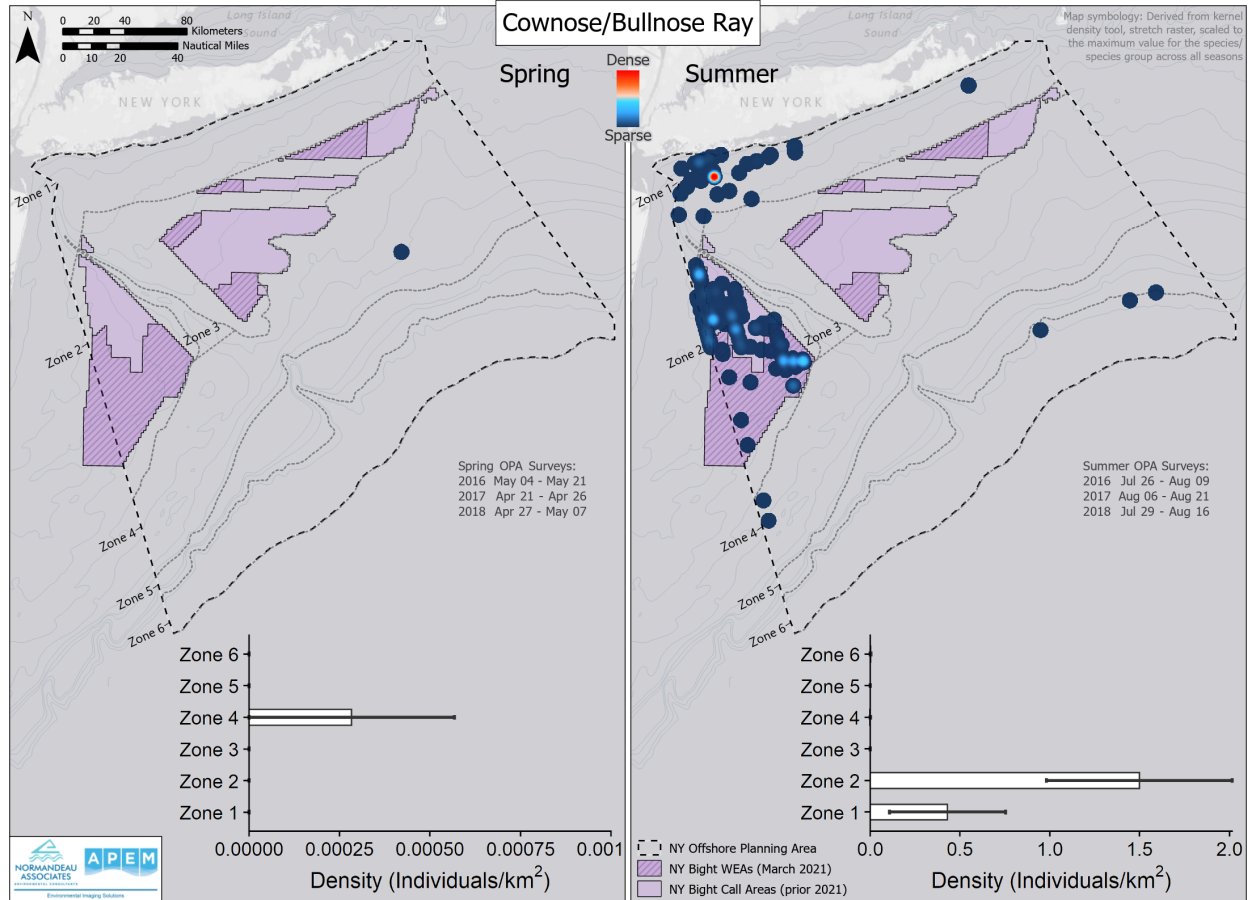 Cownose/Bullnose Ray
N
0 20 40 80
Kilometers
Nautical Miles
0 10 20 40
Long Island
Sound
NEW YORK
Spring
Dense
Sparse
Summer
Long Island
Sound
NEW YORK
Map symbology: Derived from kernel
density tool, stretch raster, scaled to
the maximum value for the species/
species group across all seasons
Zone 1
Zone 2
Zone 3
Zone 4
Zone 5
Zone 6
Spring OPA Surveys:
2016 May 04 - May 21
2017 Apr 21 - Apr 26
2018 Apr 27 - May 07
Zone 1
Zone 2
Zone 3
Zone 4
Zone 5
Zone 6
Summer OPA Surveys:
2016 Jul 26 - Aug 09
2017 Aug 06 - Aug 21
2018 Jul 29 - Aug 16
Zone 6
Zone 5
Zone 4
Zone 3
Zone 2
Zone 1
0.00000 0.00025 0.00050 0.00075 0.001
Density (Individuals/km²)
Zone 6
Zone 5
Zone 4
Zone 3
Zone 2
Zone 1
0.0 0.5 1.0 1.5 2.0
Density (Individuals/km²)
NORMANDEAU
ASSOCIATES
ENVIRONMENTAL CONSULTANTS
APEM
Environmental Imaging Solutions
NY Offshore Planning Area
NY Bight WEAs (March 2021)
NY Bight Call Areas (prior 2021)